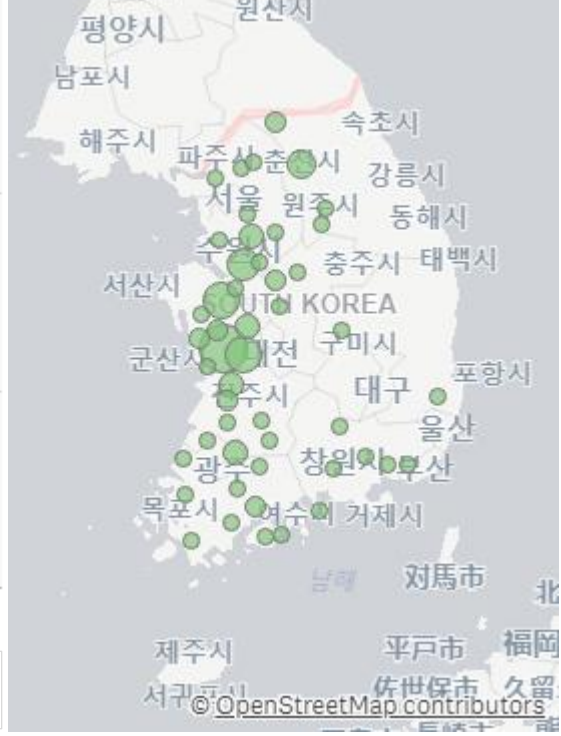 원산시
평양시
남포시
속초시
해주시
파주시
춘천시
강릉시
서울
원주시
동해시
수원시
태백시
충주시
서산시
SOUTH KOREA
구미시
대전
군산시
포항시
대구
전주시
울산
창원시
부산
광주
목포시
여수시
거제시
남해
対馬市
北
제주시
平戸市
福岡
서귀포시
佐世保市
久留
© OpenStreetMap contributors